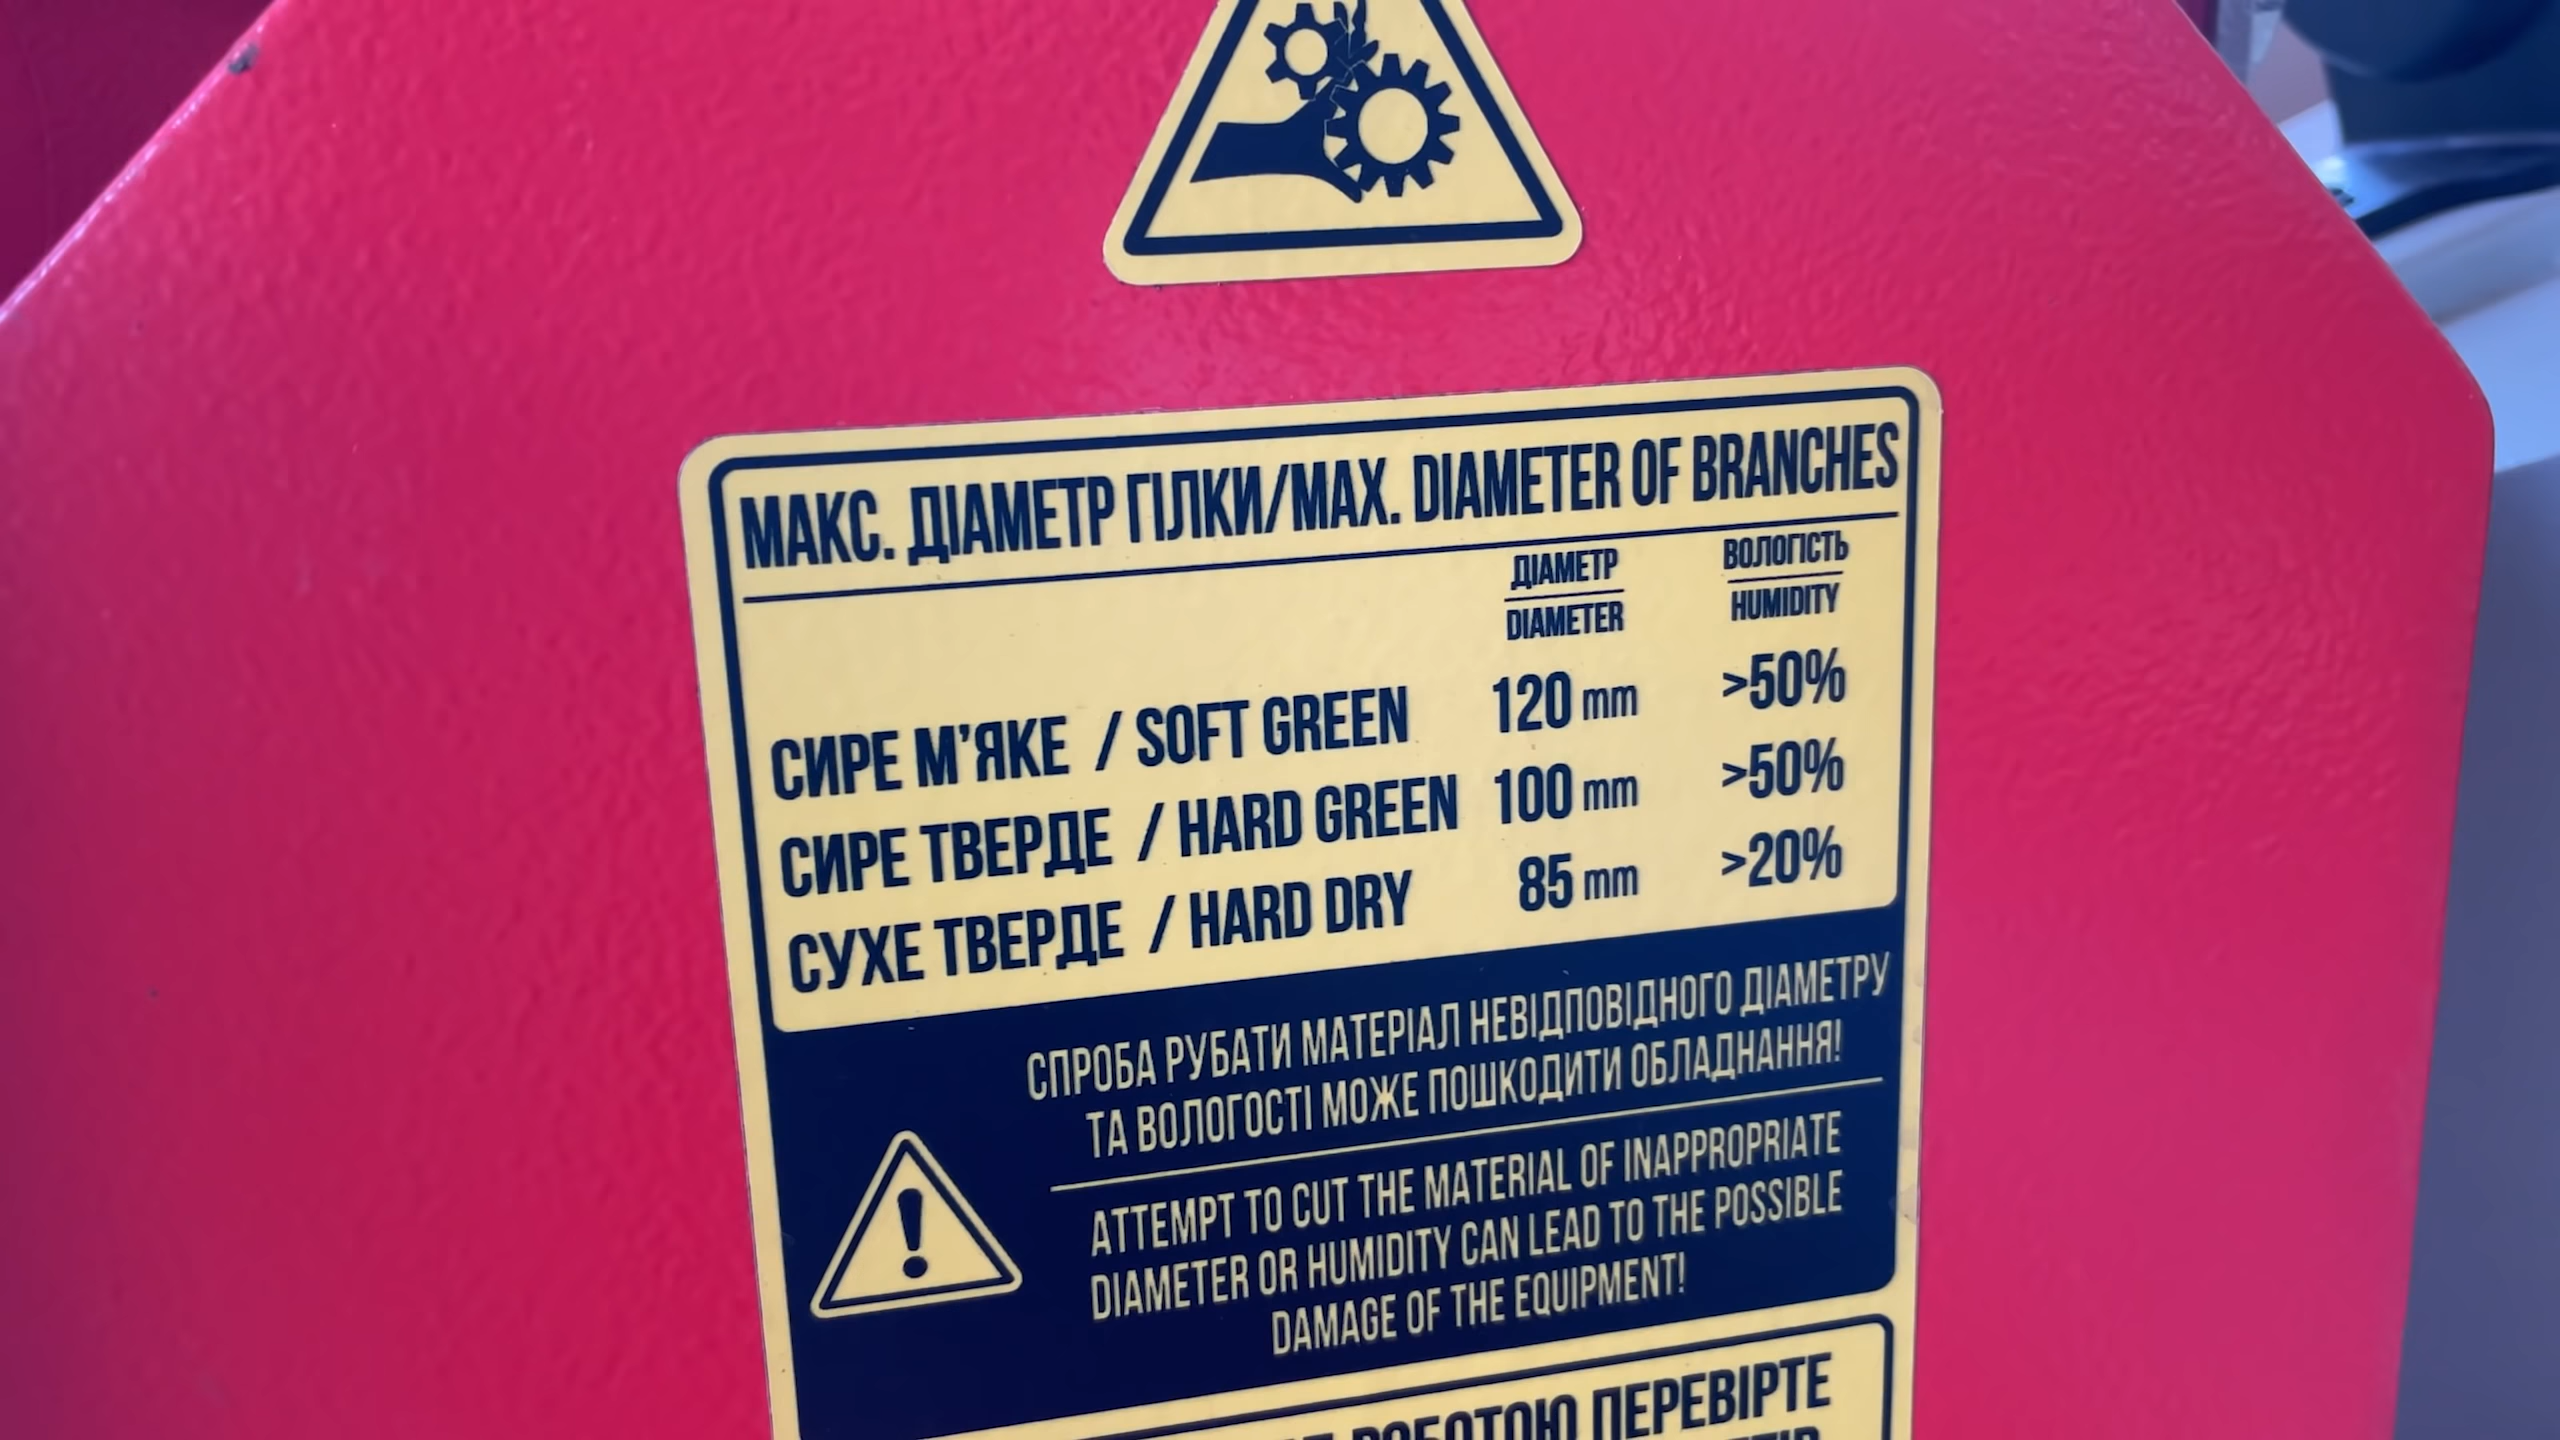 МАКС. ДІАМЕТР ГІЛКИ/MAX. DIAMETER OF BRANCHES
ДІАМЕТР ВОЛОГІСТЬ
DIAMETER HUMIDITY
СИРЕ М'ЯКЕ / SOFT GREEN 120 mm >50%
СИРЕ ТВЕРДЕ / HARD GREEN 100 mm >50%
СУХЕ ТВЕРДЕ / HARD DRY 85 mm >20%
СПРОБА РУБАТИ МАТЕРІАЛ НЕВІДПОВІДНОГО ДІАМЕТРУ
ТА ВОЛОГОСТІ МОЖЕ ПОШКОДИТИ ОБЛАДНАННЯ!
ATTEMPT TO CUT THE MATERIAL OF INAPPROPRIATE
DIAMETER OR HUMIDITY CAN LEAD TO THE POSSIBLE
DAMAGE OF THE EQUIPMENT!
РОБОТОЮ ПЕРЕВІРТЕ